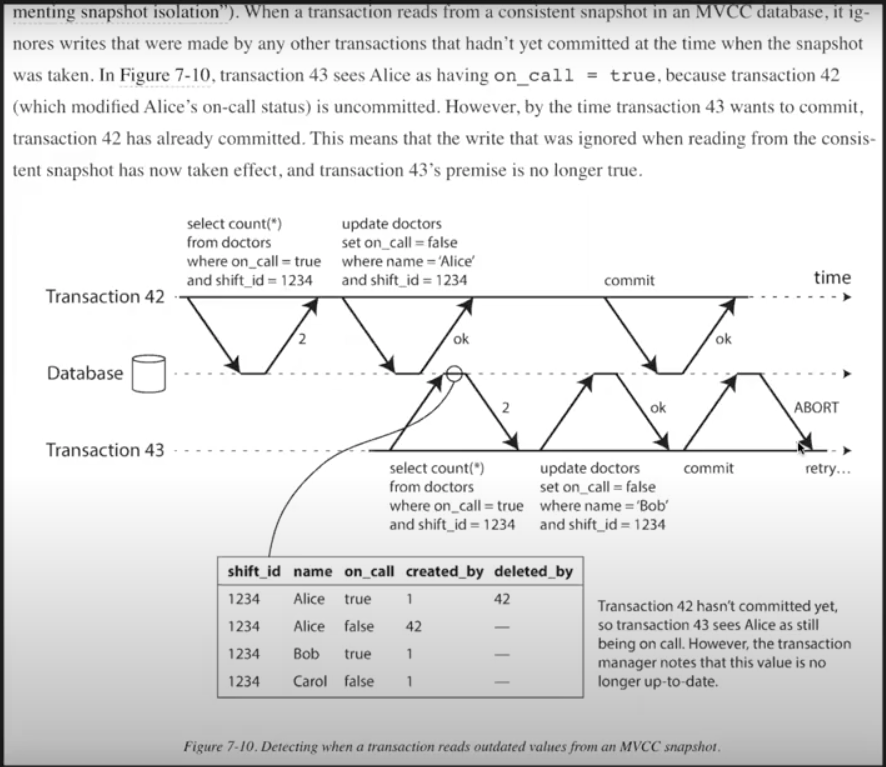 menting snapshot isolation"). When a transaction reads from a consistent snapshot in an MVCC database, it ig-
nores writes that were made by any other transactions that hadn't yet committed at the time when the snapshot
was taken. In Figure 7-10, transaction 43 sees Alice as having on_call = true, because transaction 42
(which modified Alice's on-call status) is uncommitted. However, by the time transaction 43 wants to commit,
transaction 42 has already committed. This means that the write that was ignored when reading from the consis-
tent snapshot has now taken effect, and transaction 43's premise is no longer true.
select count(*)
from doctors
where on_call = true
and shift_id = 1234
update doctors
set on_call = false
where name = 'Alice'
and shift_id = 1234
commit
time
Transaction 42
2
ok
ok
Database
2
ok
ABORT
Transaction 43
select count(*)
from doctors
where on_call = true
and shift_id = 1234
update doctors
set on_call = false
where name = 'Bob'
and shift_id = 1234
commit
retry...
shift_id name on_call created_by deleted_by
1234 Alice true 1 42
1234 Alice false 42 —
1234 Bob true 1 —
1234 Carol false 1 —
Transaction 42 hasn't committed yet,
so transaction 43 sees Alice as still
being on call. However, the transaction
manager notes that this value is no
longer up-to-date.
Figure 7-10. Detecting when a transaction reads outdated values from an MVCC snapshot.